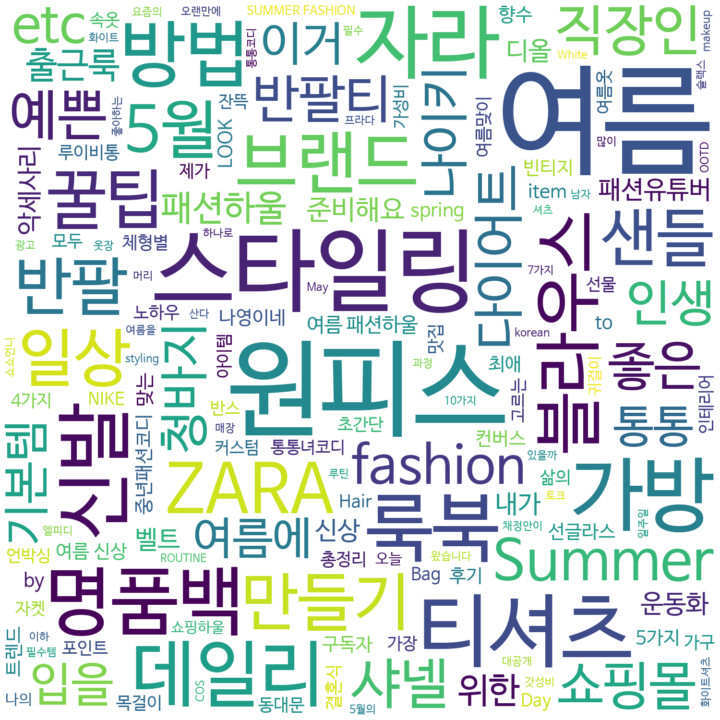 SUMMER FASHION
요즘의
오랜만에
속옷
화이트
etc
출근룩
방법
통통코디
이거
필수
자라
향수
디올
직장인
makeup
슬랙스
예쁜
좋아하는
5월
잔뜩
LOOK
반팔티
가성비
프라다
나이키
여름맞이
White
여름옷
많이
OOTD
여름
루이비통
악세사리
꿀팁
제가
브랜드
빈티지
남자
패션하울
준비해요
spring
item
패션유튜버
셔츠
샌들
광고
모두
옷장
체형별
하나로
다이어트
7가지
선물
반팔
머리
스타일링
블라우스
인생
노하우
산다
May
나영이네
여름 패션하울
맛집
to
쇼쇼언니
여름을
일상
styling
청바지
아이템
korean
최애
귀걸이
인테리어
4가지
NIKE
맞는
원피스
과정
10가지
고르는
좋은
기본템
신발
중년패션코디
반스
매장
초간단
커스텀
통통녀코디
컨버스
있을까
통통
ZARA
fashion
루틴
삶의
토크
가방
엘피디
Hair
룩북
내가
채정안이
선글라스
일주일
언박싱
여름 신상
벨트
여름에
신상
Summer
ROUTINE
총정리
오늘
왔습니다
by
명품백
만들기
Bag
후기
티셔츠
운동화
자켓
트렌드
이하
쇼핑하울
포인트
구독자
가장
5가지
가구
필수템
데일리
샤넬
대공개
갓성비
쇼핑몰
나의
입을
목걸이
COS
동대문
결혼식
5월의
위한
Day
화이트셔츠